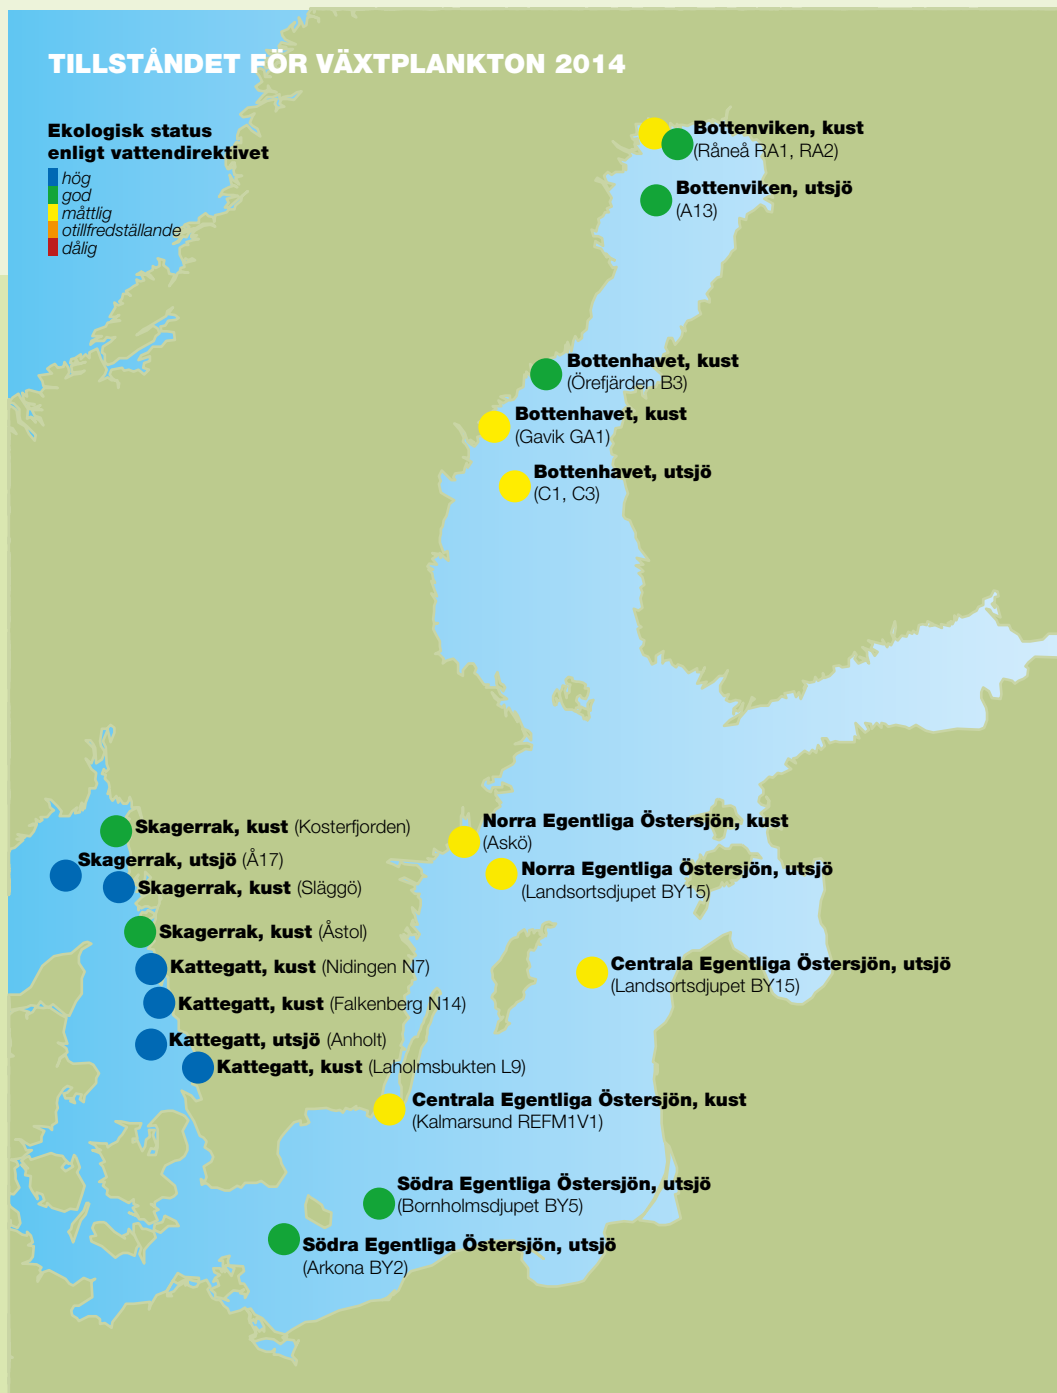 TILLSTÅNDET FÖR VÄXTPLANKTON 2014
Ekologisk status
enligt vattendirektivet
hög
god
måttlig
otillfredställande
dålig
Bottenviken, kust
(Råneå RA1, RA2)
Bottenviken, utsjö
(A13)
Bottenhavet, kust
(Örefjärden B3)
Bottenhavet, kust
(Gavik GA1)
Bottenhavet, utsjö
(C1, C3)
Skagerrak, kust (Kosterfjorden)
Skagerrak, utsjö (Å17)
Skagerrak, kust (Släggö)
Skagerrak, kust (Åstol)
Kattegatt, kust (Nidingen N7)
Kattegatt, kust (Falkenberg N14)
Kattegatt, utsjö (Anholt)
Kattegatt, kust (Laholmsbukten L9)
Norra Egentliga Östersjön, kust
(Askö)
Norra Egentliga Östersjön, utsjö
(Landsortsdjupet BY15)
Centrala Egentliga Östersjön, utsjö
(Landsortsdjupet BY15)
Centrala Egentliga Östersjön, kust
(Kalmarsund REFM1V1)
Södra Egentliga Östersjön, utsjö
(Bornholmsdjupet BY5)
Södra Egentliga Östersjön, utsjö
(Arkona BY2)